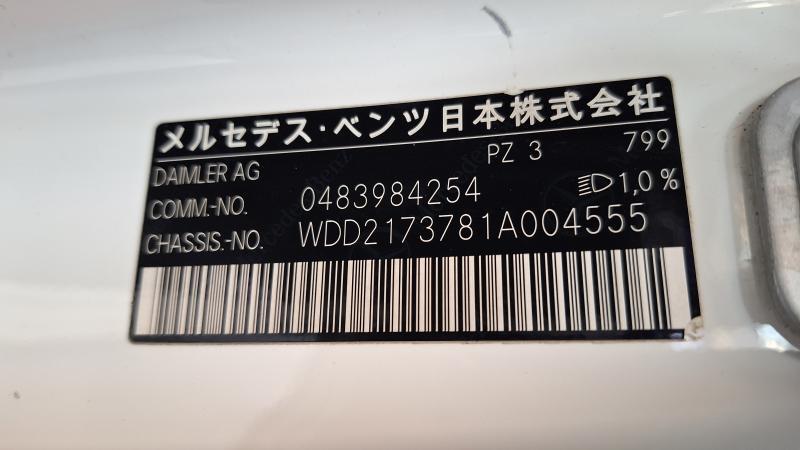 メルセデス・ベンツ日本株式会社
DAIMLER AG PZ 3 799
COMM.-NO. 0483984254 1,0 %
CHASSIS.-NO. WDD2173781A004555